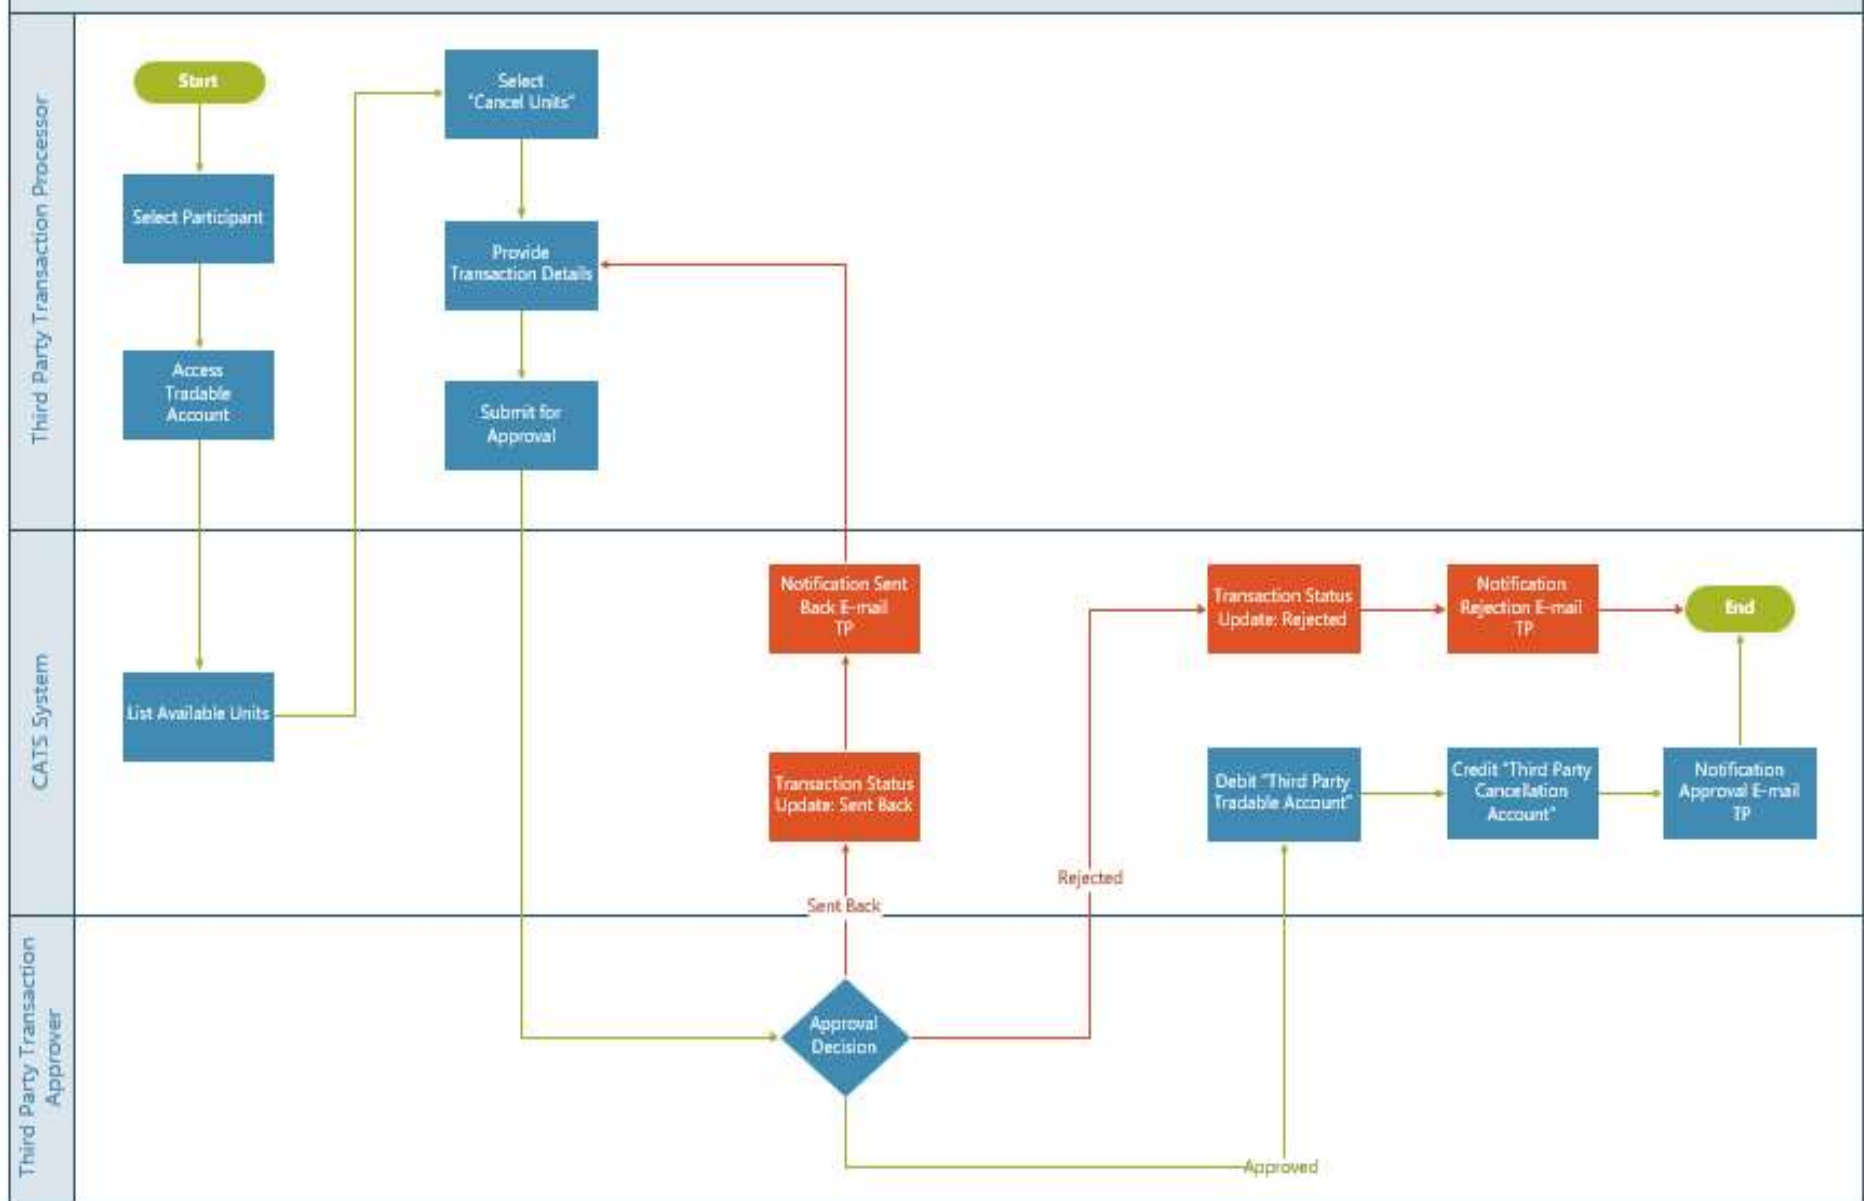 Third Party Transaction Processor
Start
Select Participant
Access
Tradable
Account
Select
"Cancel Units"
Provide
Transaction Details
Submit for
Approval
CATS System
List Available Units
Notification Sent
Back E-mail
TP
Transaction Status
Update: Sent Back
Sent Back
Rejected
Transaction Status
Update: Rejected
Notification
Rejection E-mail
TP
End
Debit "Third Party
Tradable Account"
Credit "Third Party
Cancellation
Account"
Notification
Approval E-mail
TP
Third Party Transaction
Approver
Approval
Decision
Approved